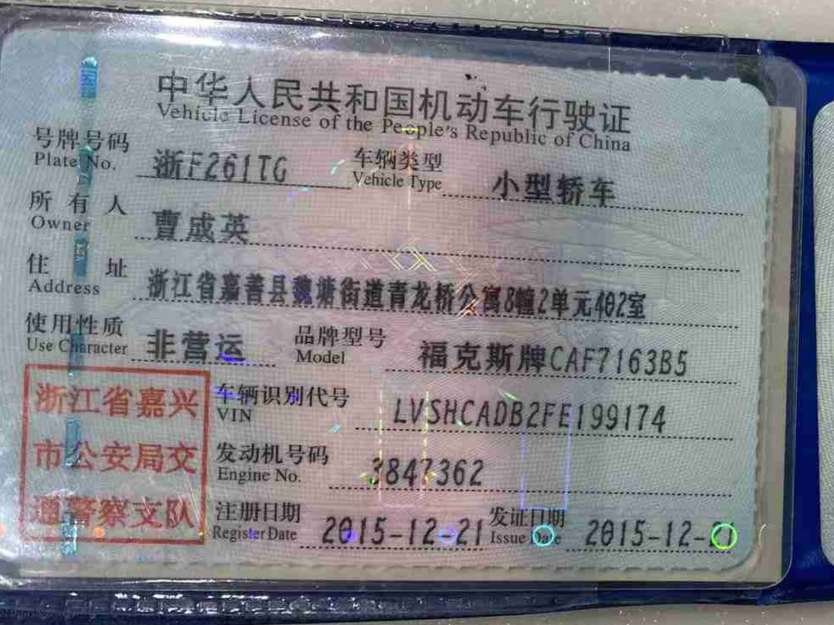 中华人民共和国机动车行驶证
Vehicle License of the People's Republic of China
号牌号码 浙F261TG 车辆类型 小型轿车
Plate No. Vehicle Type
所有人 曹成英
Owner
住址 浙江省嘉善县魏塘街道青龙桥公寓8幢2单元402室
Address
使用性质 非营运 品牌型号 福克斯牌CAF7163B5
Use Character Model
浙江省嘉兴
市公安局交
通警察支队
车辆识别代号 LVSHCADB2FE199174
VIN
发动机号码 3847362
Engine No.
注册日期 2015-12-21 发证日期 2015-12-21
Register Date Issue Date